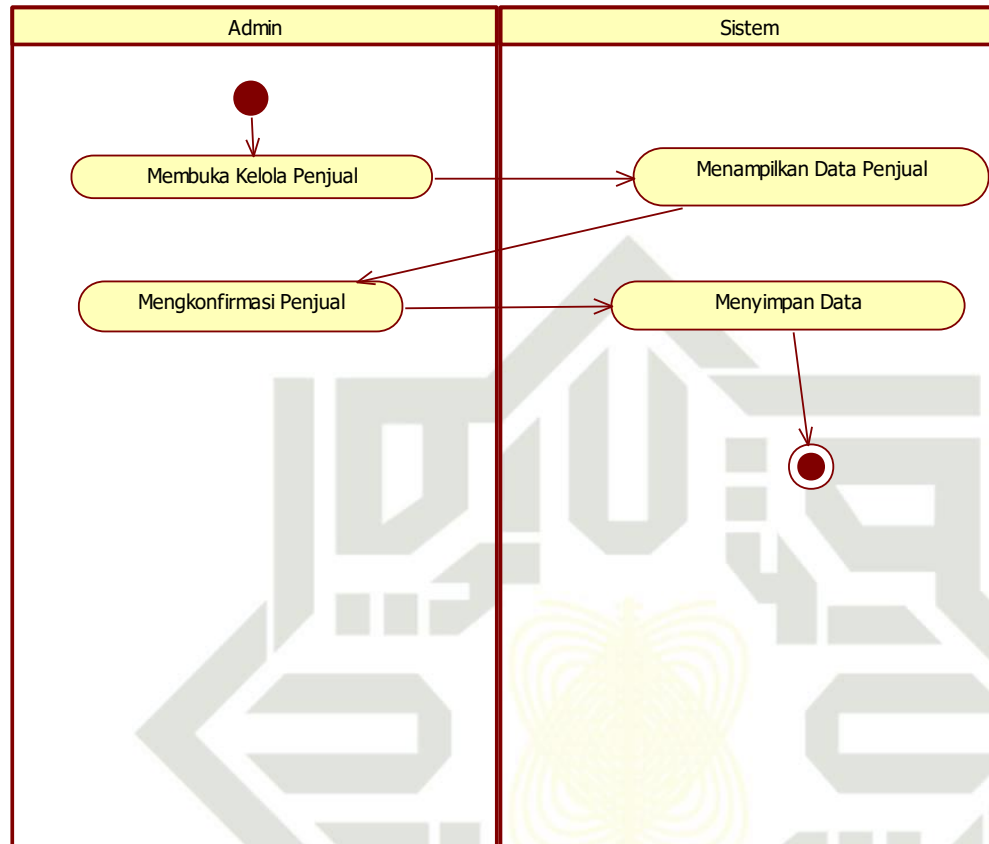 Admin
Sistem
Membuka Kelola Penjual
Menampilkan Data Penjual
Mengkonfirmasi Penjual
Menyimpan Data